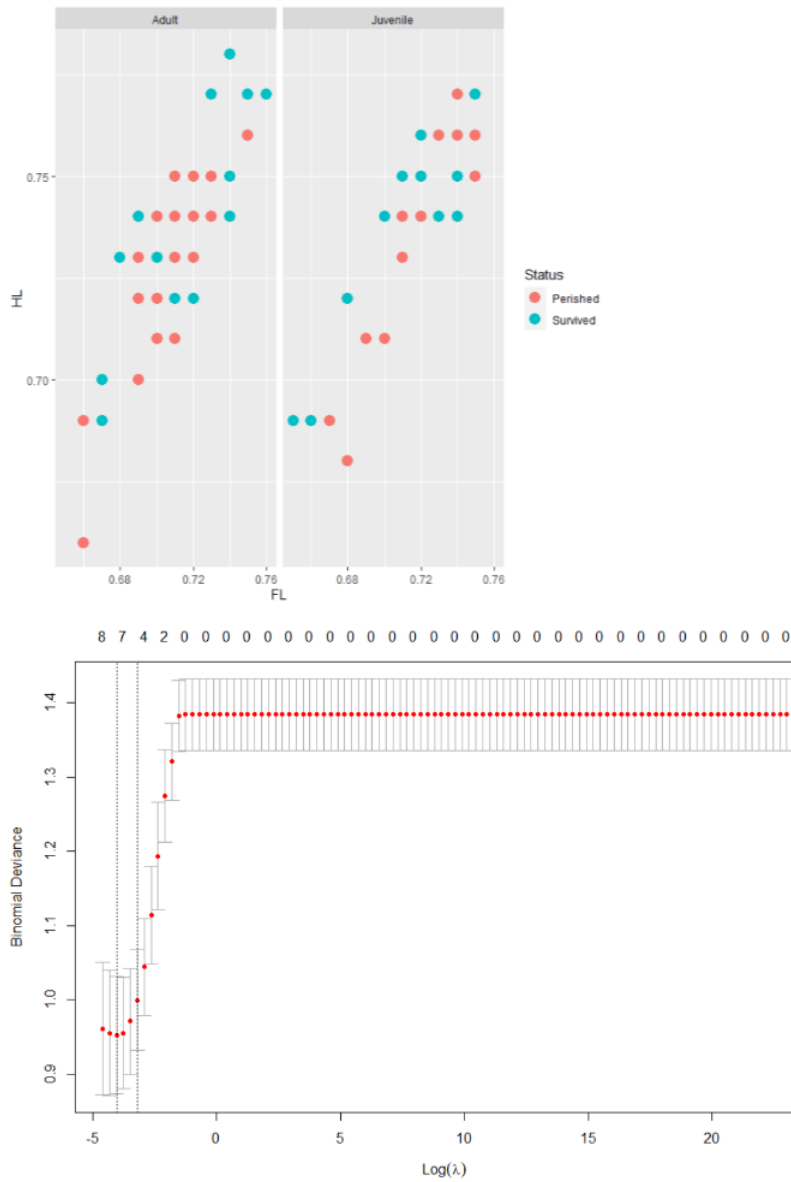 Adult Juvenile
0.75
0.70
HL
0.68 0.72 0.76 0.68 0.72 0.76
FL
Status
Perished
Survived
8 7 4 2 0 0 0 0 0 0 0 0 0 0 0 0 0 0 0 0 0 0 0 0 0 0 0 0 0 0 0 0 0 0
1.4
1.3
1.2
1.1
1.0
0.9
Binomial Deviance
-5 0 5 10 15 20
Log(λ)